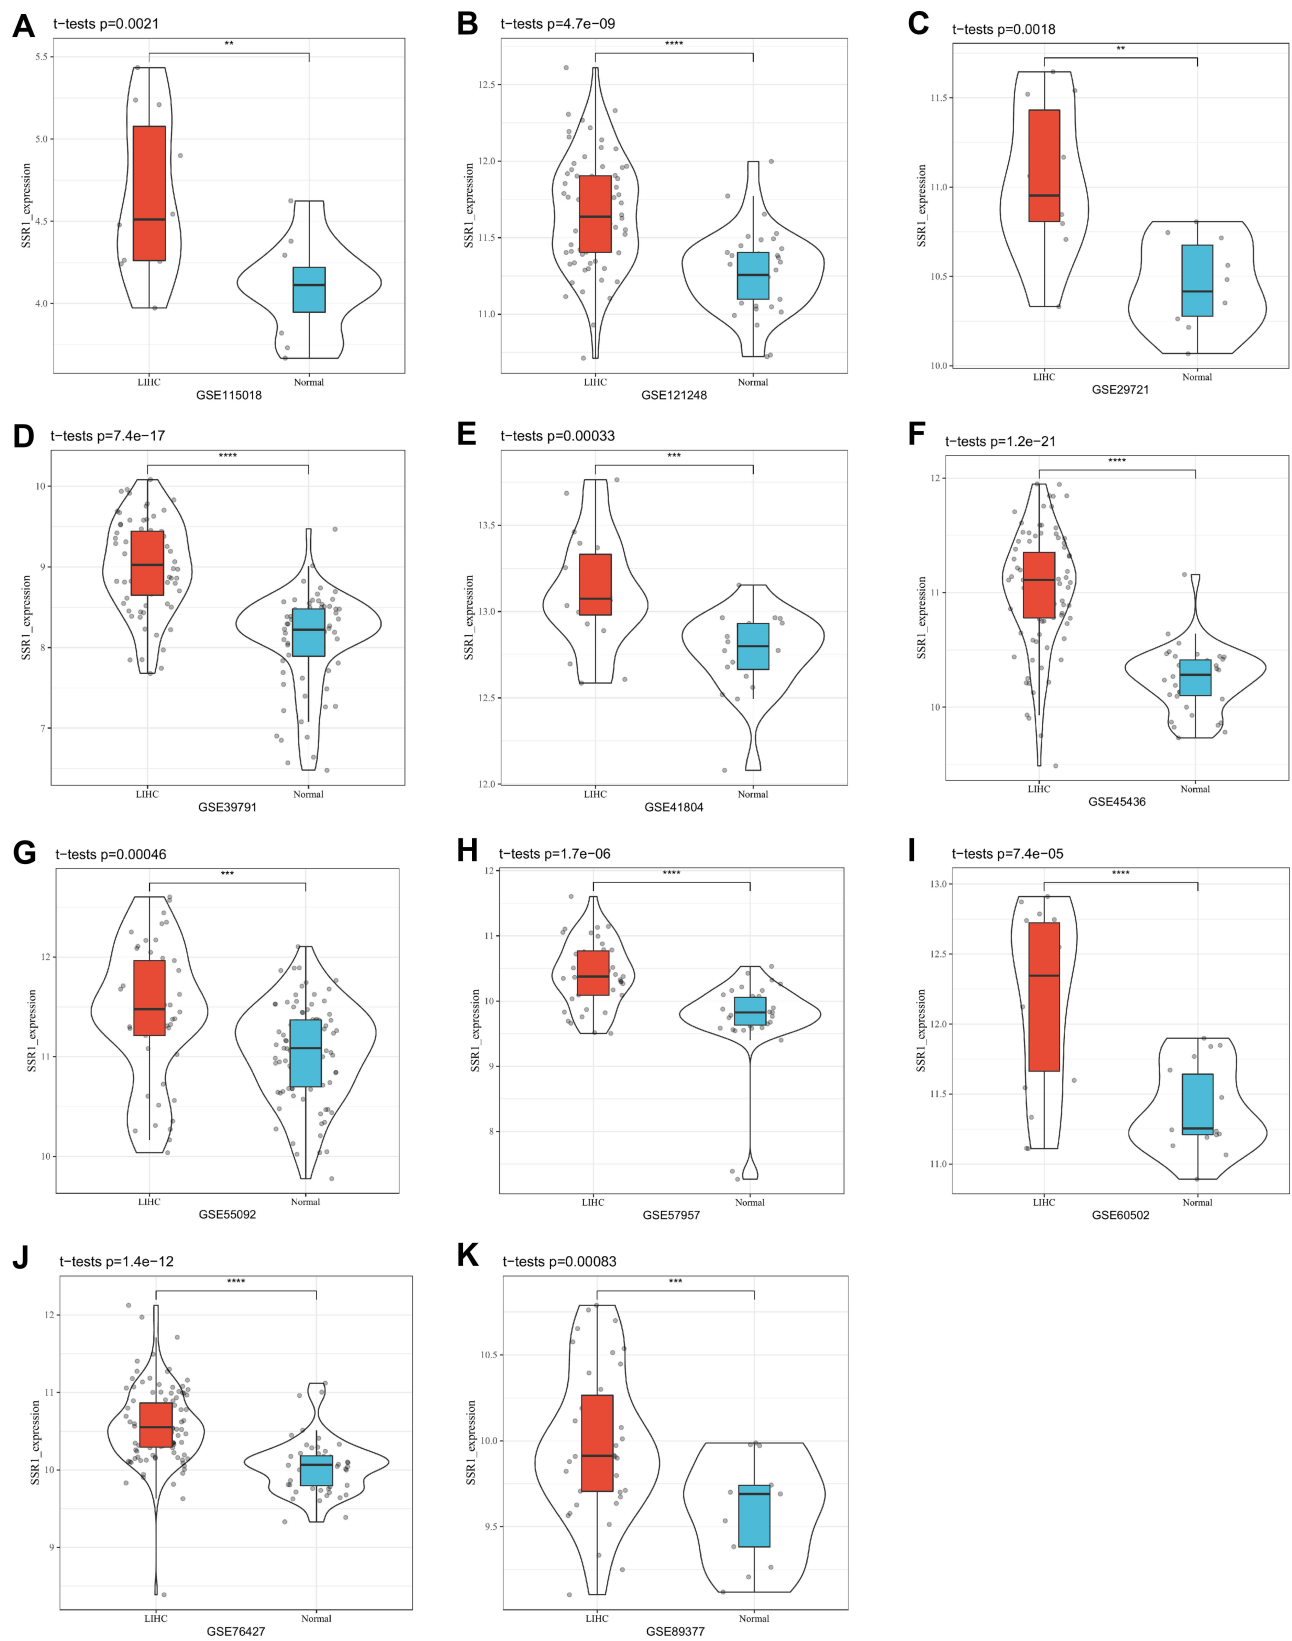 A
t-tests p=0.0021
**
5.5
5.0
4.5
4.0
SSR1_expression
LIHC
Normal
GSE115018
B
t-tests p=4.7e-09
****
12.5
12.0
11.5
11.0
SSR1_expression
LIHC
Normal
GSE121248
C
t-tests p=0.0018
**
11.5
11.0
10.5
10.0
SSR1_expression
LIHC
Normal
GSE29721
D
t-tests p=7.4e-17
****
10
9
8
7
SSR1_expression
LIHC
Normal
GSE39791
E
t-tests p=0.00033
***
13.5
13.0
12.5
12.0
SSR1_expression
LIHC
Normal
GSE41804
F
t-tests p=1.2e-21
****
12
11
10
SSR1_expression
LIHC
Normal
GSE45436
G
t-tests p=0.00046
***
12
11
10
SSR1_expression
LIHC
Normal
GSE55092
H
t-tests p=1.7e-06
****
12
11
10
9
8
SSR1_expression
LIHC
Normal
GSE57957
I
t-tests p=7.4e-05
****
13.0
12.5
12.0
11.5
11.0
SSR1_expression
LIHC
Normal
GSE60502
J
t-tests p=1.4e-12
****
12
11
10
9
SSR1_expression
LIHC
Normal
GSE76427
K
t-tests p=0.00083
***
10.5
10.0
9.5
SSR1_expression
LIHC
Normal
GSE89377